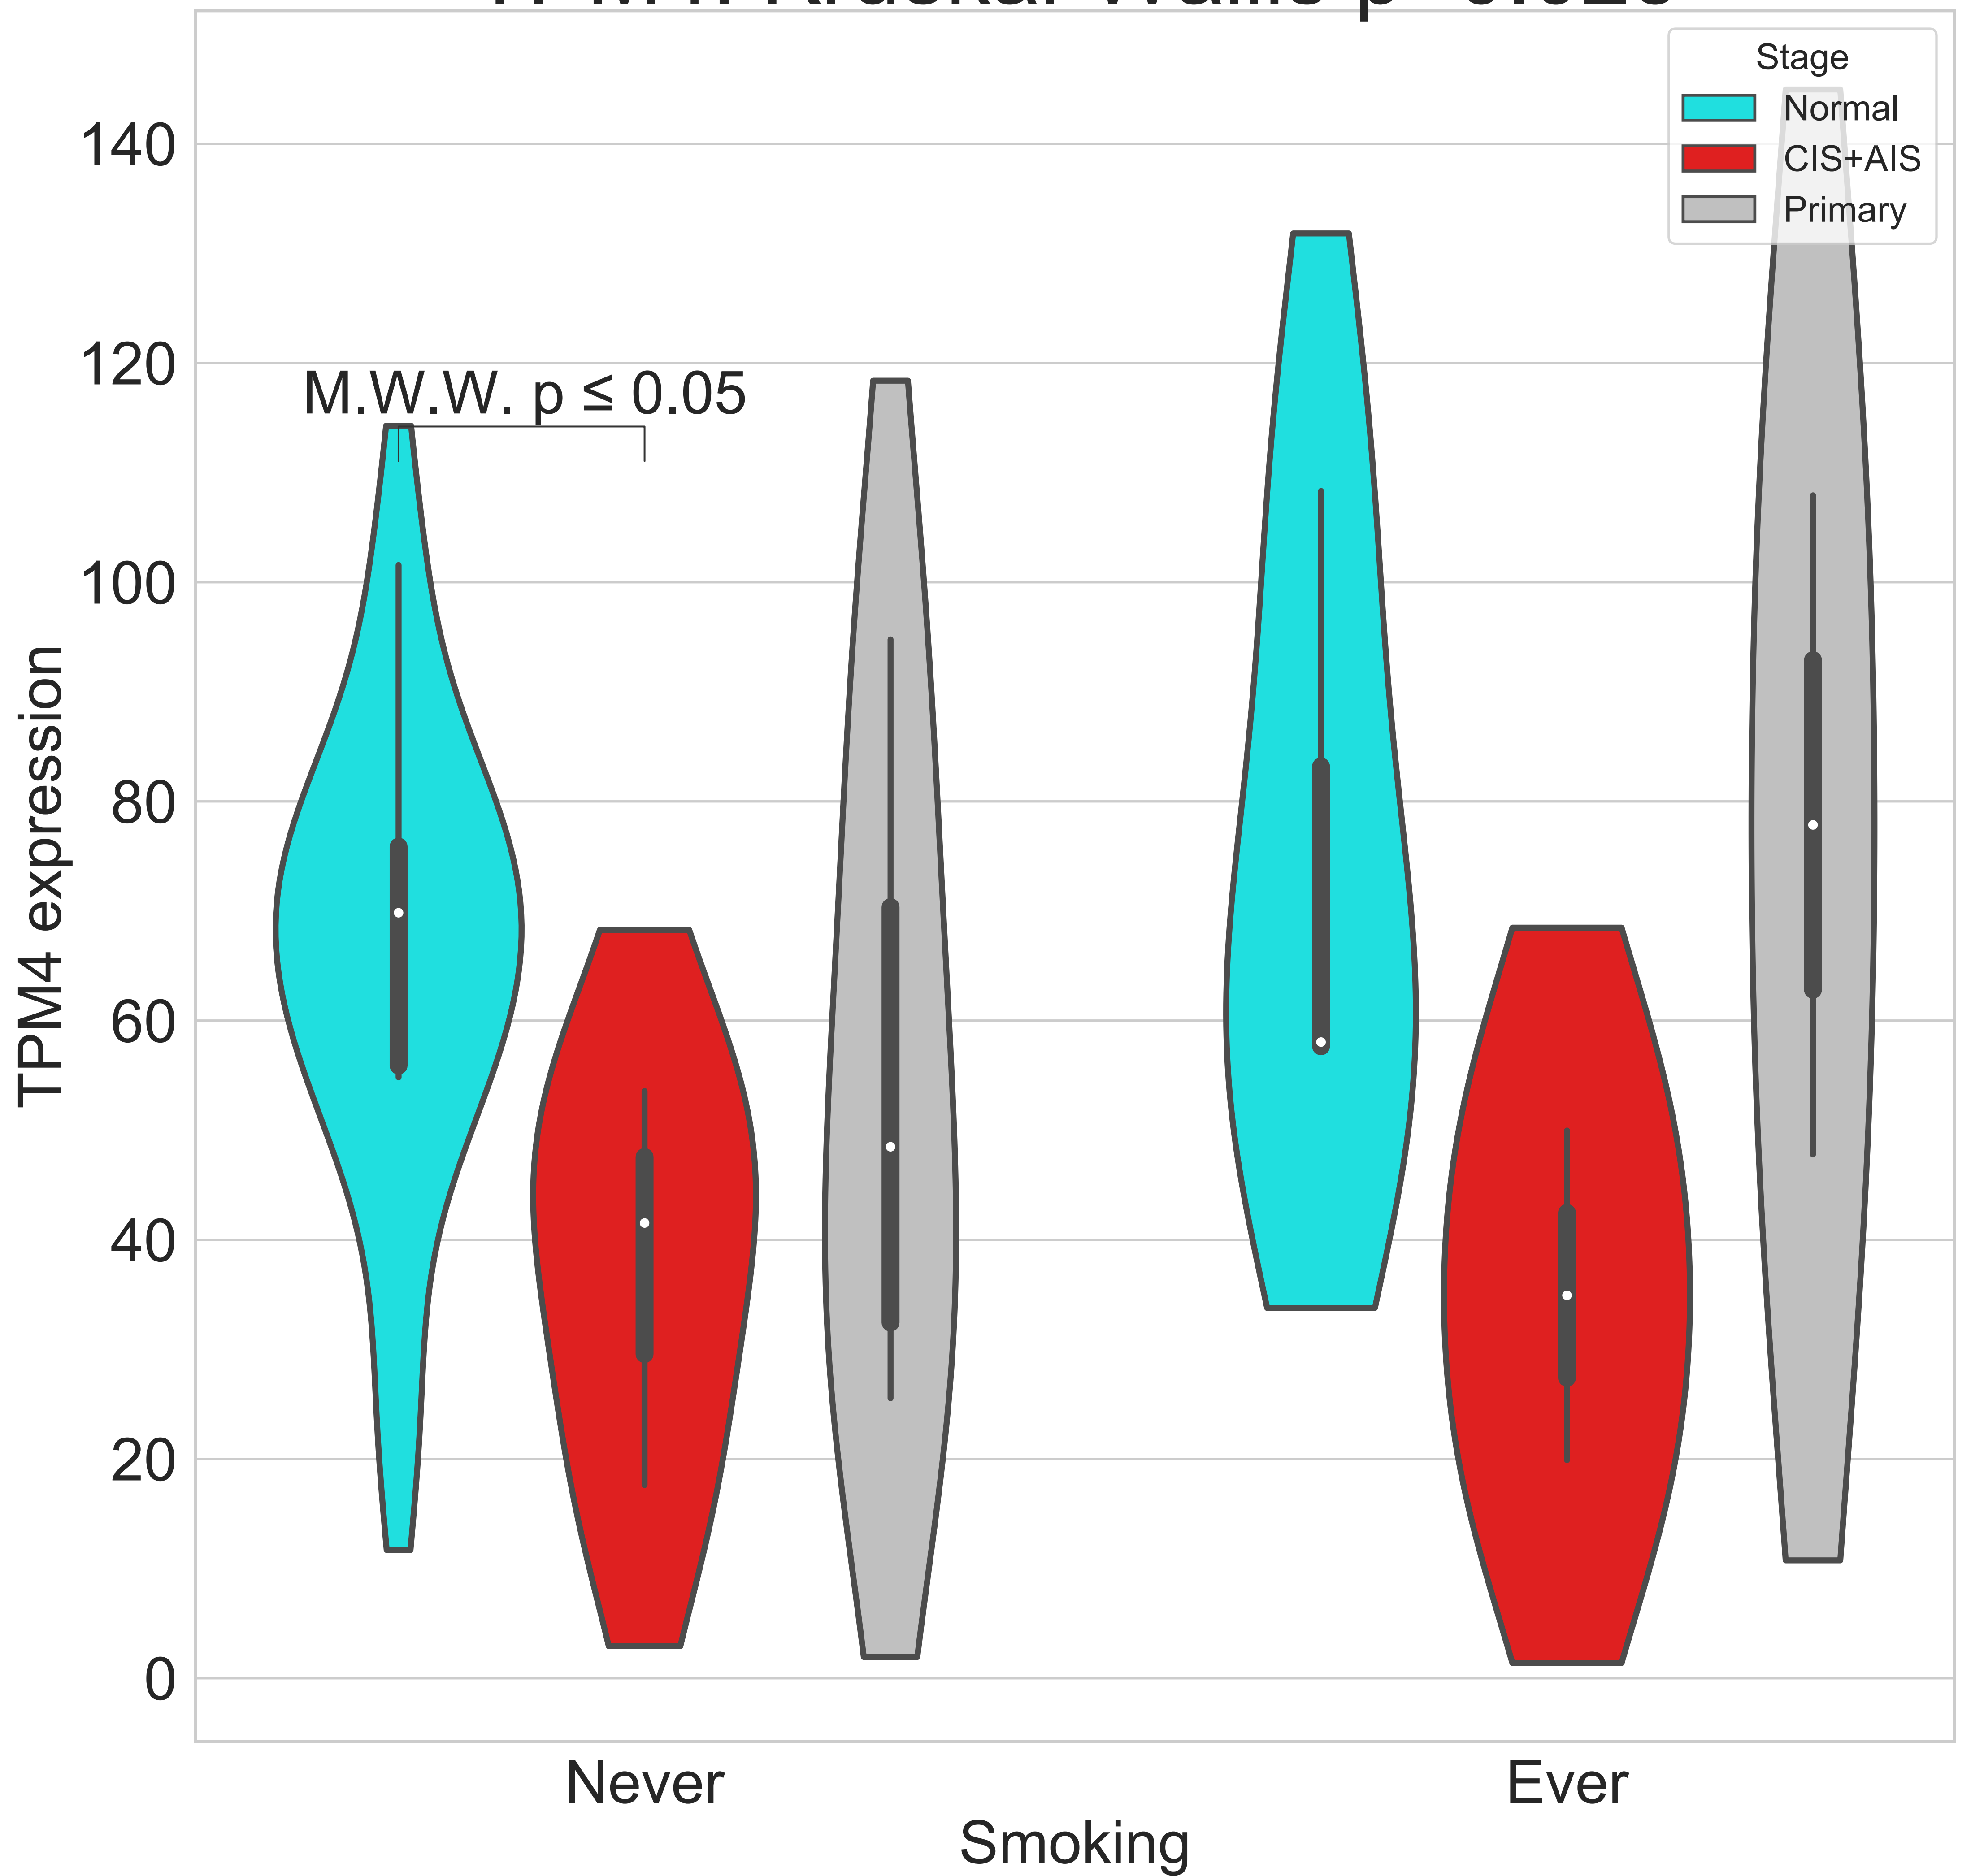 Stage
Normal
CIS+AIS
Primary
140
120
100
80
60
40
20
0
M.W.W. p ≤ 0.05
TPM4 expression
Never
Ever
Smoking